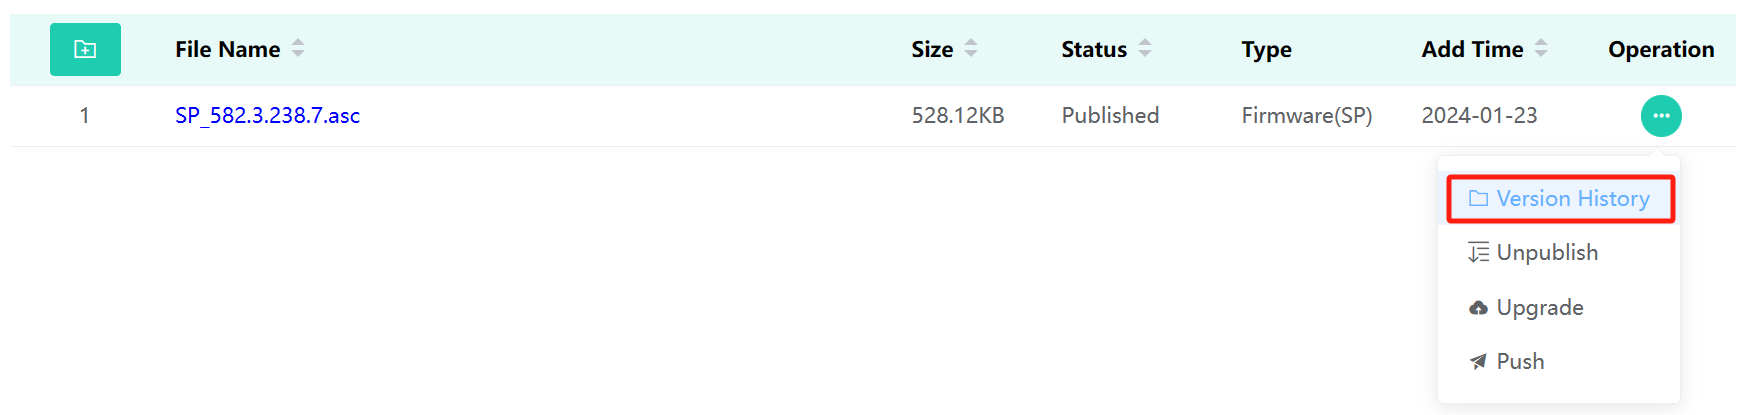 File Name Size Status Type Add Time Operation
1 SP_582.3.238.7.asc 528.12KB Published Firmware(SP) 2024-01-23
Version History
Unpublish
Upgrade
Push